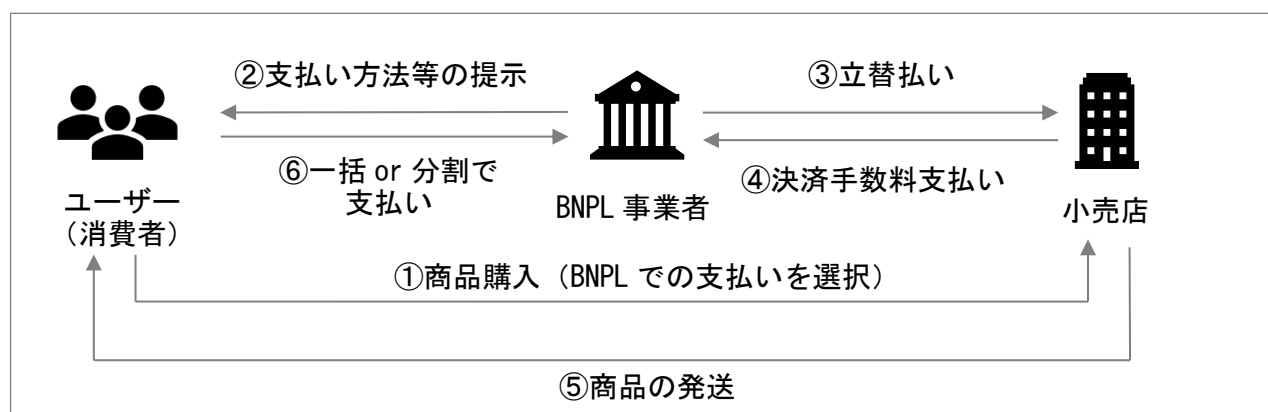 ②支払い方法等の提示
③立替払い
⑥一括 or 分割で
支払い
④決済手数料支払い
ユーザー
（消費者）
BNPL 事業者
小売店
①商品購入（BNPL での支払いを選択）
⑤商品の発送